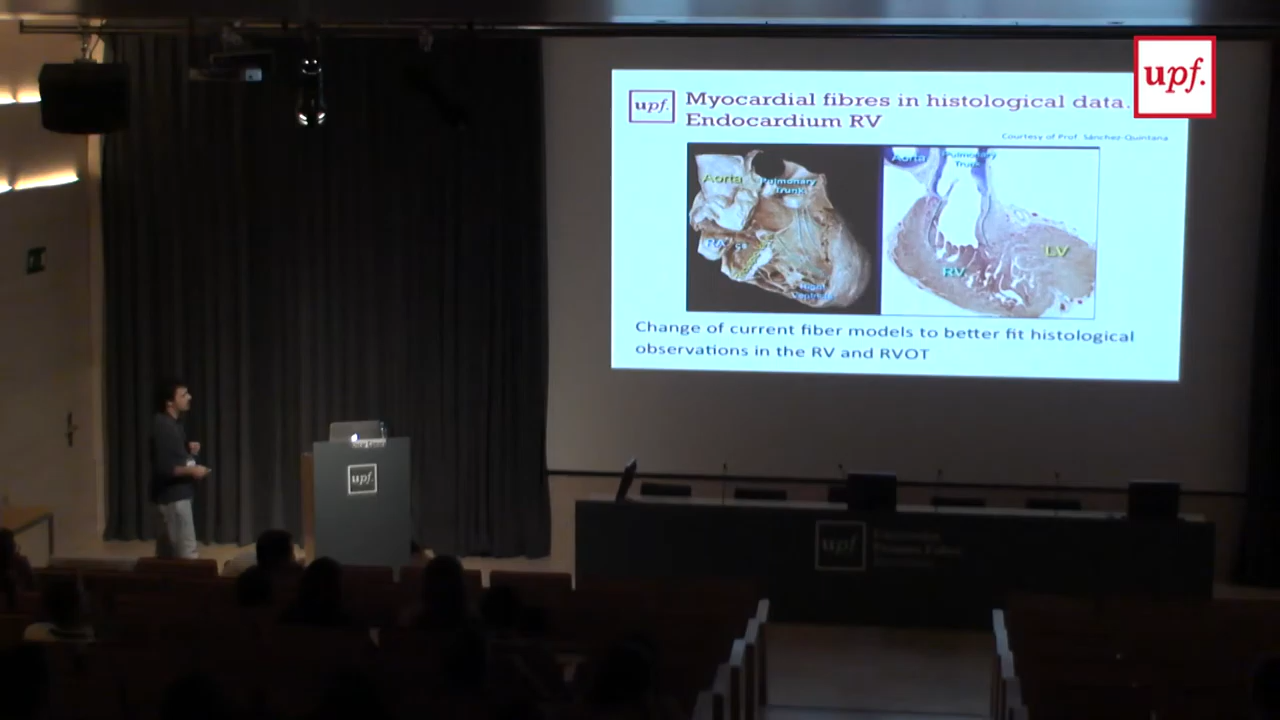 upf.
upf.
Myocardial fibres in histological data.
Endocardium RV
Courtesy of Prof. Sánchez-Quintana
Aorta
Pulmonary
Trunk
RA
Right
Ventricle
Aorta
Pulmonary
Trunk
RV
LV
Change of current fiber models to better fit histological
observations in the RV and RVOT
upf.
upf.